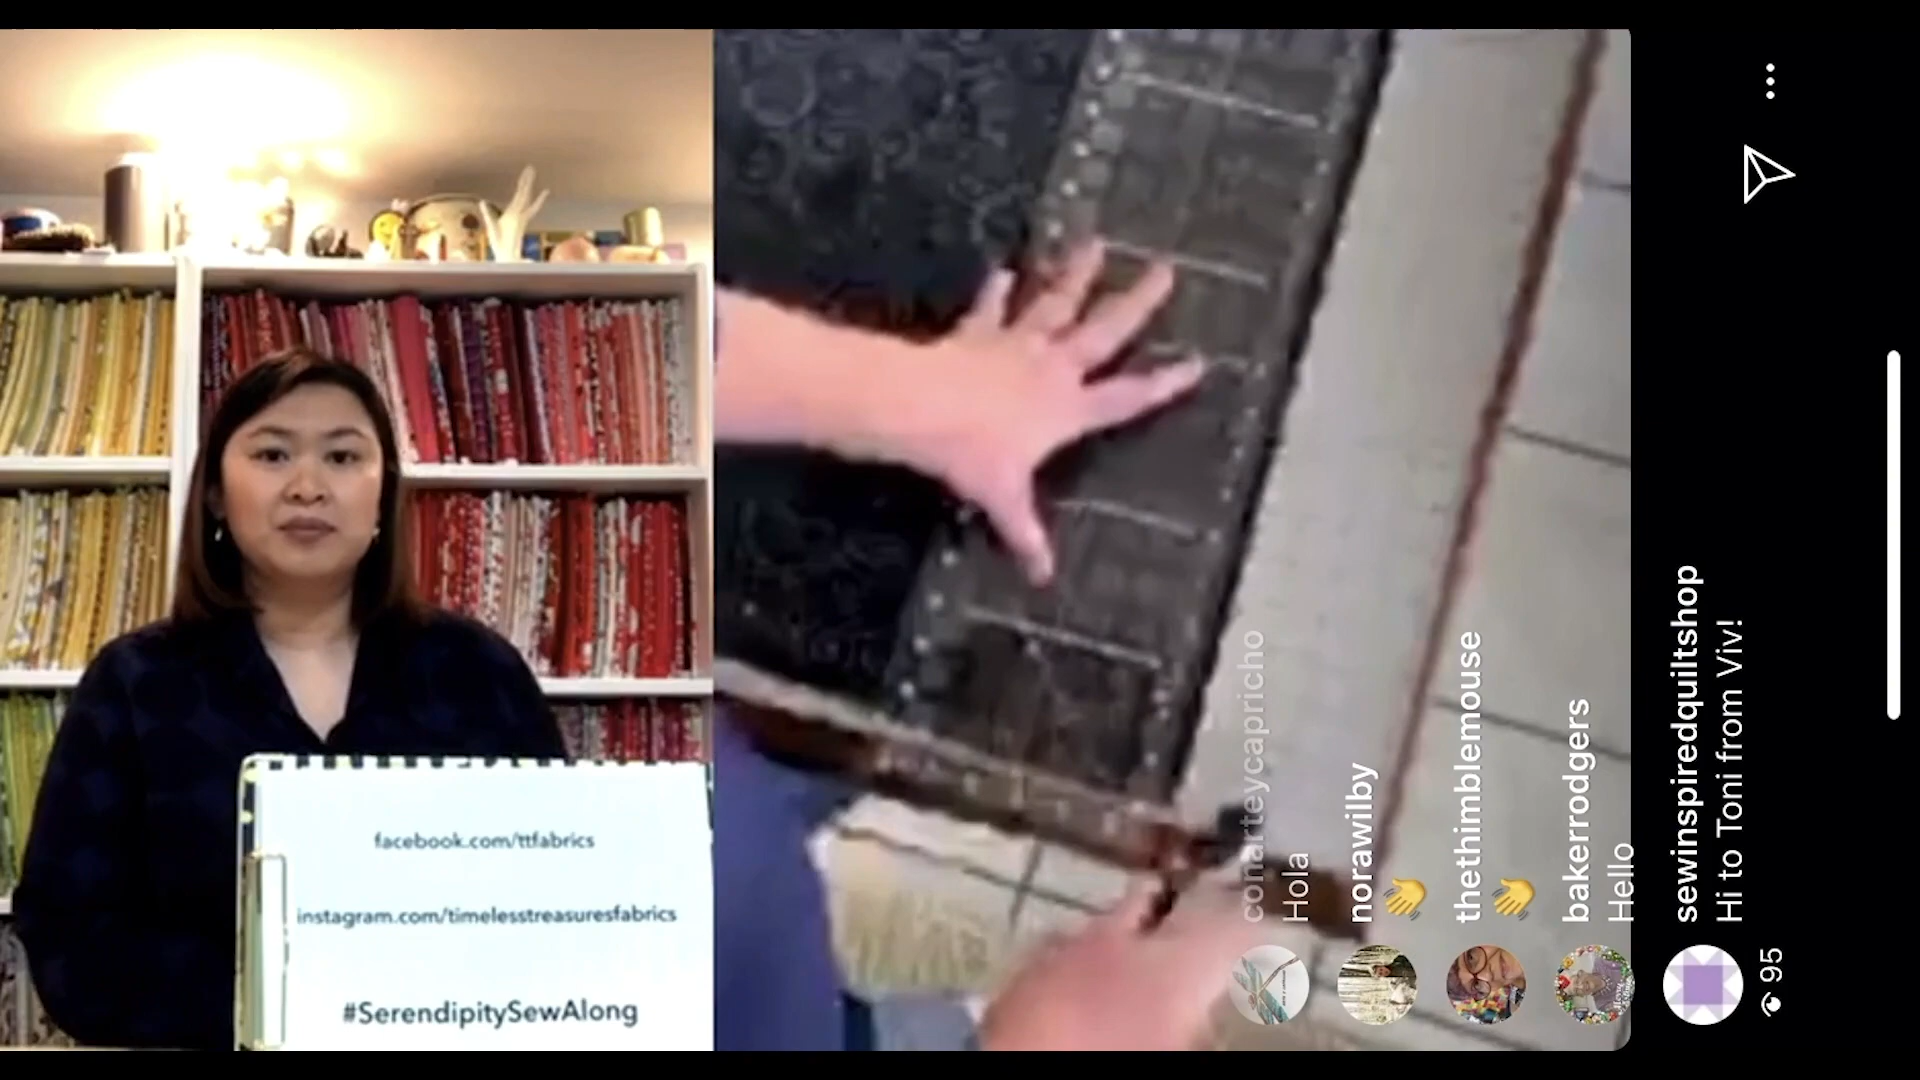 facebook.com/ttfabrics
instagram.com/timelesstreasuresfabrics
#SerendipitySewAlong
conarteycapricho
Hola
norawilby
👋
thethimblemouse
👋
bakerrodgers
Hello
sewinspiredquiltshop
Hi to Toni from Viv!
95